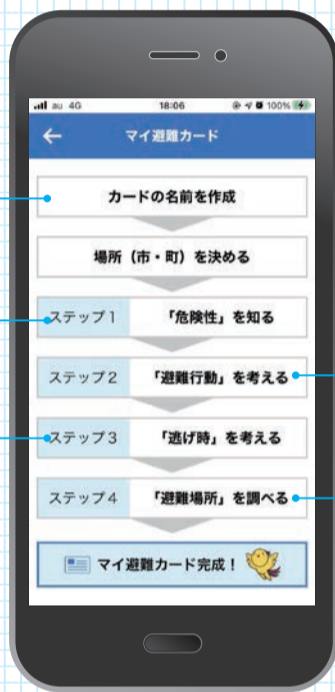 au 4G 18:06 100%
マイ避難カード
カードの名前を作成
場所（市・町）を決める
ステップ1 「危険性」を知る
ステップ2 「避難行動」を考える
ステップ3 「逃げ時」を考える
ステップ4 「避難場所」を調べる
マイ避難カード完成！